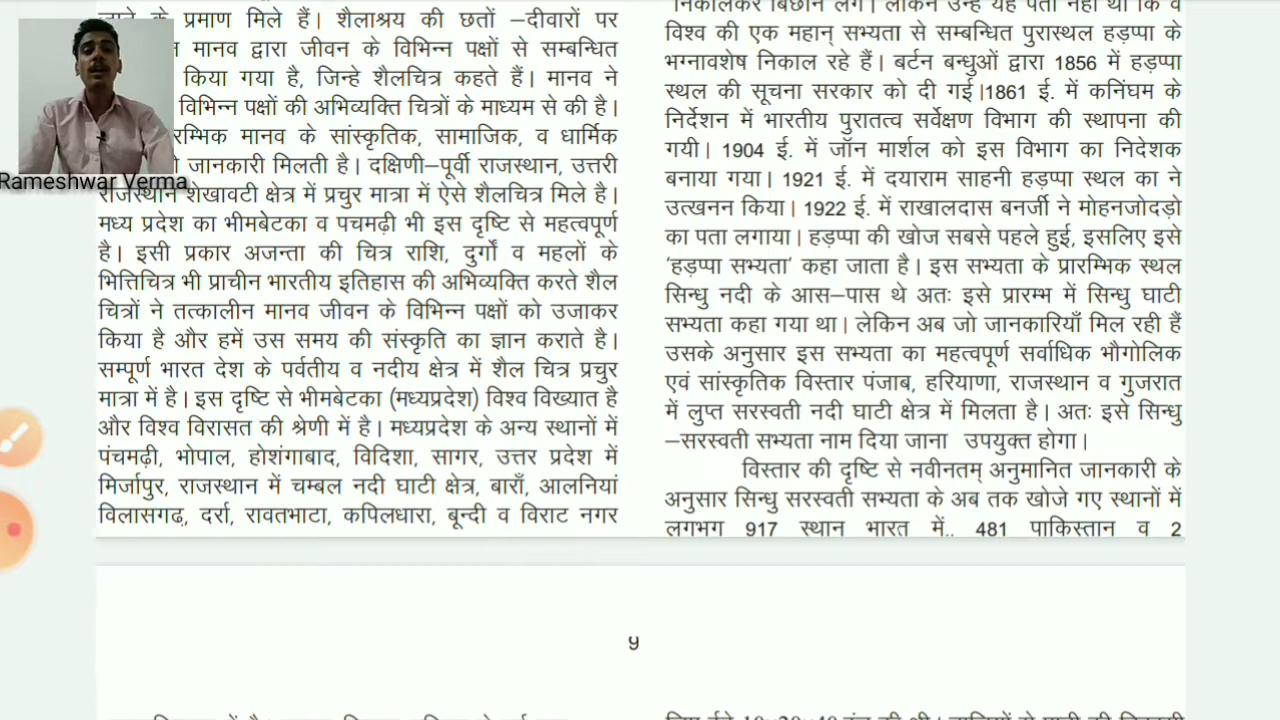 के प्रमाण मिले हैं। शैलाश्रय की छतों –दीवारों पर
मानव द्वारा जीवन के विभिन्न पक्षों से सम्बन्धित
किया गया है, जिन्हे शैलचित्र कहते हैं। मानव ने
विभिन्न पक्षों की अभिव्यक्ति चित्रों के माध्यम से की है।
रम्भिक मानव के सांस्कृतिक, सामाजिक, व धार्मिक
जानकारी मिलती है। दक्षिणी–पूर्वी राजस्थान, उत्तरी
Rameshwar Verma
राजस्थान शेखावटी क्षेत्र में प्रचुर मात्रा में ऐसे शैलचित्र मिले है।
मध्य प्रदेश का भीमबेटका व पचमढ़ी भी इस दृष्टि से महत्वपूर्ण
है। इसी प्रकार अजन्ता की चित्र राशि, दुर्गों व महलों के
भित्तिचित्र भी प्राचीन भारतीय इतिहास की अभिव्यक्ति करते शैल
चित्रों ने तत्कालीन मानव जीवन के विभिन्न पक्षों को उजाकर
किया है और हमें उस समय की संस्कृति का ज्ञान कराते है।
सम्पूर्ण भारत देश के पर्वतीय व नदीय क्षेत्र में शैल चित्र प्रचुर
मात्रा में है। इस दृष्टि से भीमबेटका (मध्यप्रदेश) विश्व विख्यात है
और विश्व विरासत की श्रेणी में है। मध्यप्रदेश के अन्य स्थानों में
पंचमढ़ी, भोपाल, होशंगाबाद, विदिशा, सागर, उत्तर प्रदेश में
मिर्जापुर, राजस्थान में चम्बल नदी घाटी क्षेत्र, बाराँ, आलनियां
विलासगढ, दर्रा, रावतभाटा, कपिलधारा, बून्दी व विराट नगर
निकालकर बिछाने लगे। लेकिन उन्हें यह पता नहीं था कि वे
विश्व की एक महान् सभ्यता से सम्बन्धित पुरास्थल हड़प्पा के
भग्नावशेष निकाल रहे हैं। बर्टन बन्धुओं द्वारा 1856 में हड़प्पा
स्थल की सूचना सरकार को दी गई।1861 ई. में कनिंघम के
निर्देशन में भारतीय पुरातत्व सर्वेक्षण विभाग की स्थापना की
गयी। 1904 ई. में जॉन मार्शल को इस विभाग का निदेशक
बनाया गया। 1921 ई. में दयाराम साहनी हड़प्पा स्थल का ने
उत्खनन किया। 1922 ई. में राखालदास बनर्जी ने मोहनजोदड़ो
का पता लगाया। हड़प्पा की खोज सबसे पहले हुई, इसलिए इसे
'हड़प्पा सभ्यता' कहा जाता है। इस सभ्यता के प्रारम्भिक स्थल
सिन्धु नदी के आस–पास थे अतः इसे प्रारम्भ में सिन्धु घाटी
सभ्यता कहा गया था। लेकिन अब जो जानकारियाँ मिल रही हैं
उसके अनुसार इस सभ्यता का महत्वपूर्ण सर्वाधिक भौगोलिक
एवं सांस्कृतिक विस्तार पंजाब, हरियाणा, राजस्थान व गुजरात
में लुप्त सरस्वती नदी घाटी क्षेत्र में मिलता है। अतः इसे सिन्धु
–सरस्वती सभ्यता नाम दिया जाना उपयुक्त होगा।
विस्तार की दृष्टि से नवीनतम् अनुमानित जानकारी के
अनुसार सिन्धु सरस्वती सभ्यता के अब तक खोजे गए स्थानों में
लगभग 917 स्थान भारत में.. 481 पाकिस्तान व 2
५